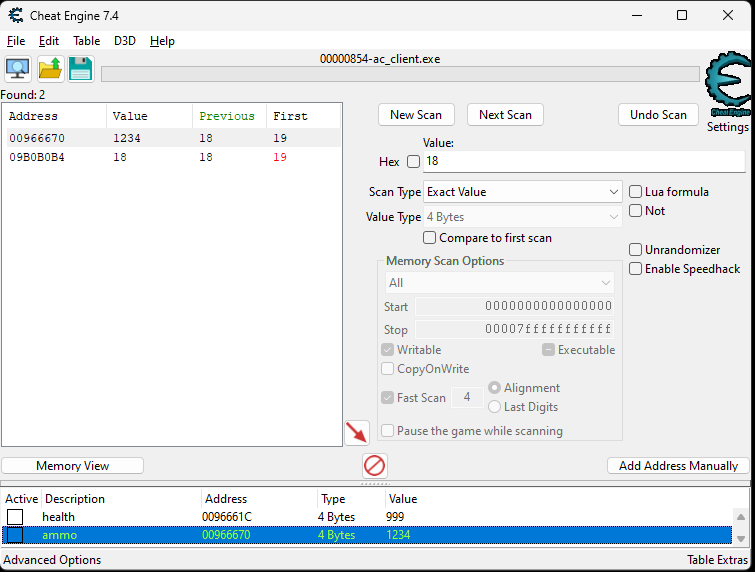 Cheat Engine 7.4
File Edit Table D3D Help
00000854-ac_client.exe
Found: 2
Address Value Previous First
00966670 1234 18 19
09B0B0B4 18 18 19
New Scan Next Scan Undo Scan
Cheat Engine
Settings
Value:
Hex 18
Scan Type Exact Value Lua formula
Value Type 4 Bytes Not
Compare to first scan
Memory Scan Options
Unrandomizer
All
Enable Speedhack
Start 0000000000000000
Stop 00007fffffffffff
Writable Executable
CopyOnWrite
Fast Scan 4 Alignment
Last Digits
Pause the game while scanning
Memory View Add Address Manually
Active Description Address Type Value
health 0096661C 4 Bytes 999
ammo 00966670 4 Bytes 1234
Advanced Options Table Extras